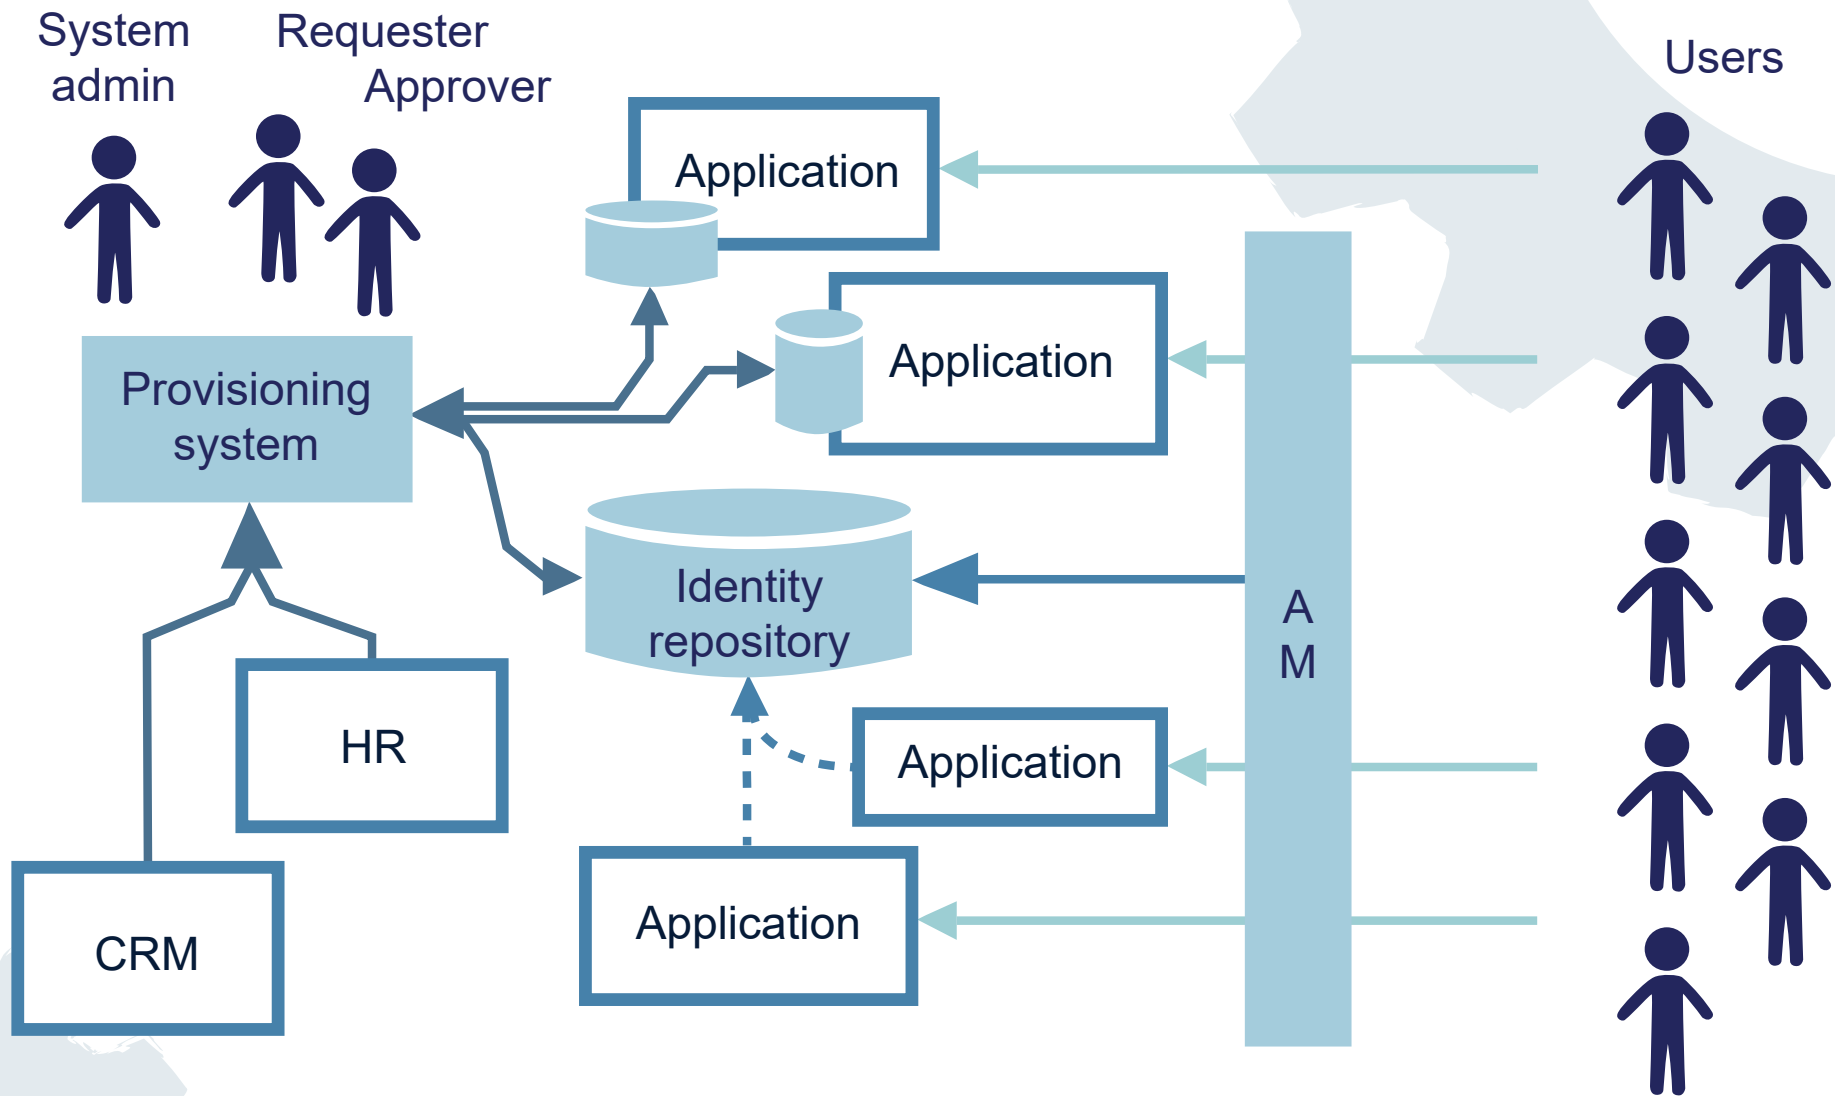 System
admin
Requester
Approver
Users
Application
Application
Provisioning
system
Identity
repository
A
M
HR
Application
CRM
Application